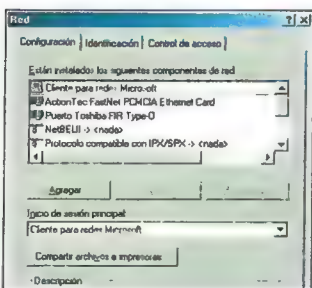 Red
Configuración Identificación Control de acceso
Están instalados los siguientes componentes de red
Cliente para redes Microsoft
ActionTec FastNet PCMCIA Ethernet Card
Puerto Toshiba FIR Type-O
NetBEUI -> <nada>
Protocolo compatible con IPX/SPX -> <nada>
Agregar
Inicio de sesión principal:
Cliente para redes Microsoft
Compartir archivos e impresoras
Descripción